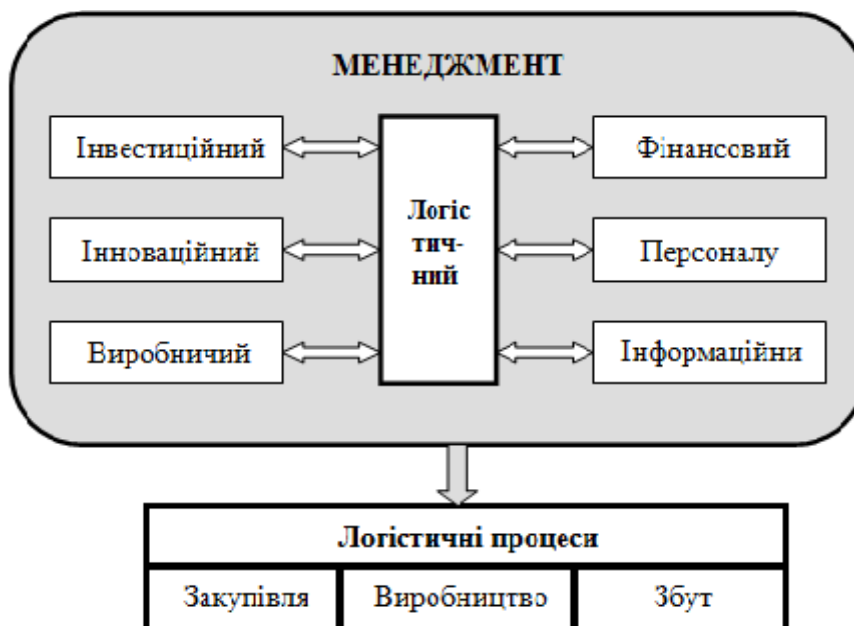 МЕНЕДЖМЕНТ
Інвестиційний
Інноваційний
Виробничий
Логіс
тич-
ний
Фінансовий
Персоналу
Інформаційни
Логістичні процеси
Закупівля Виробництво Збут